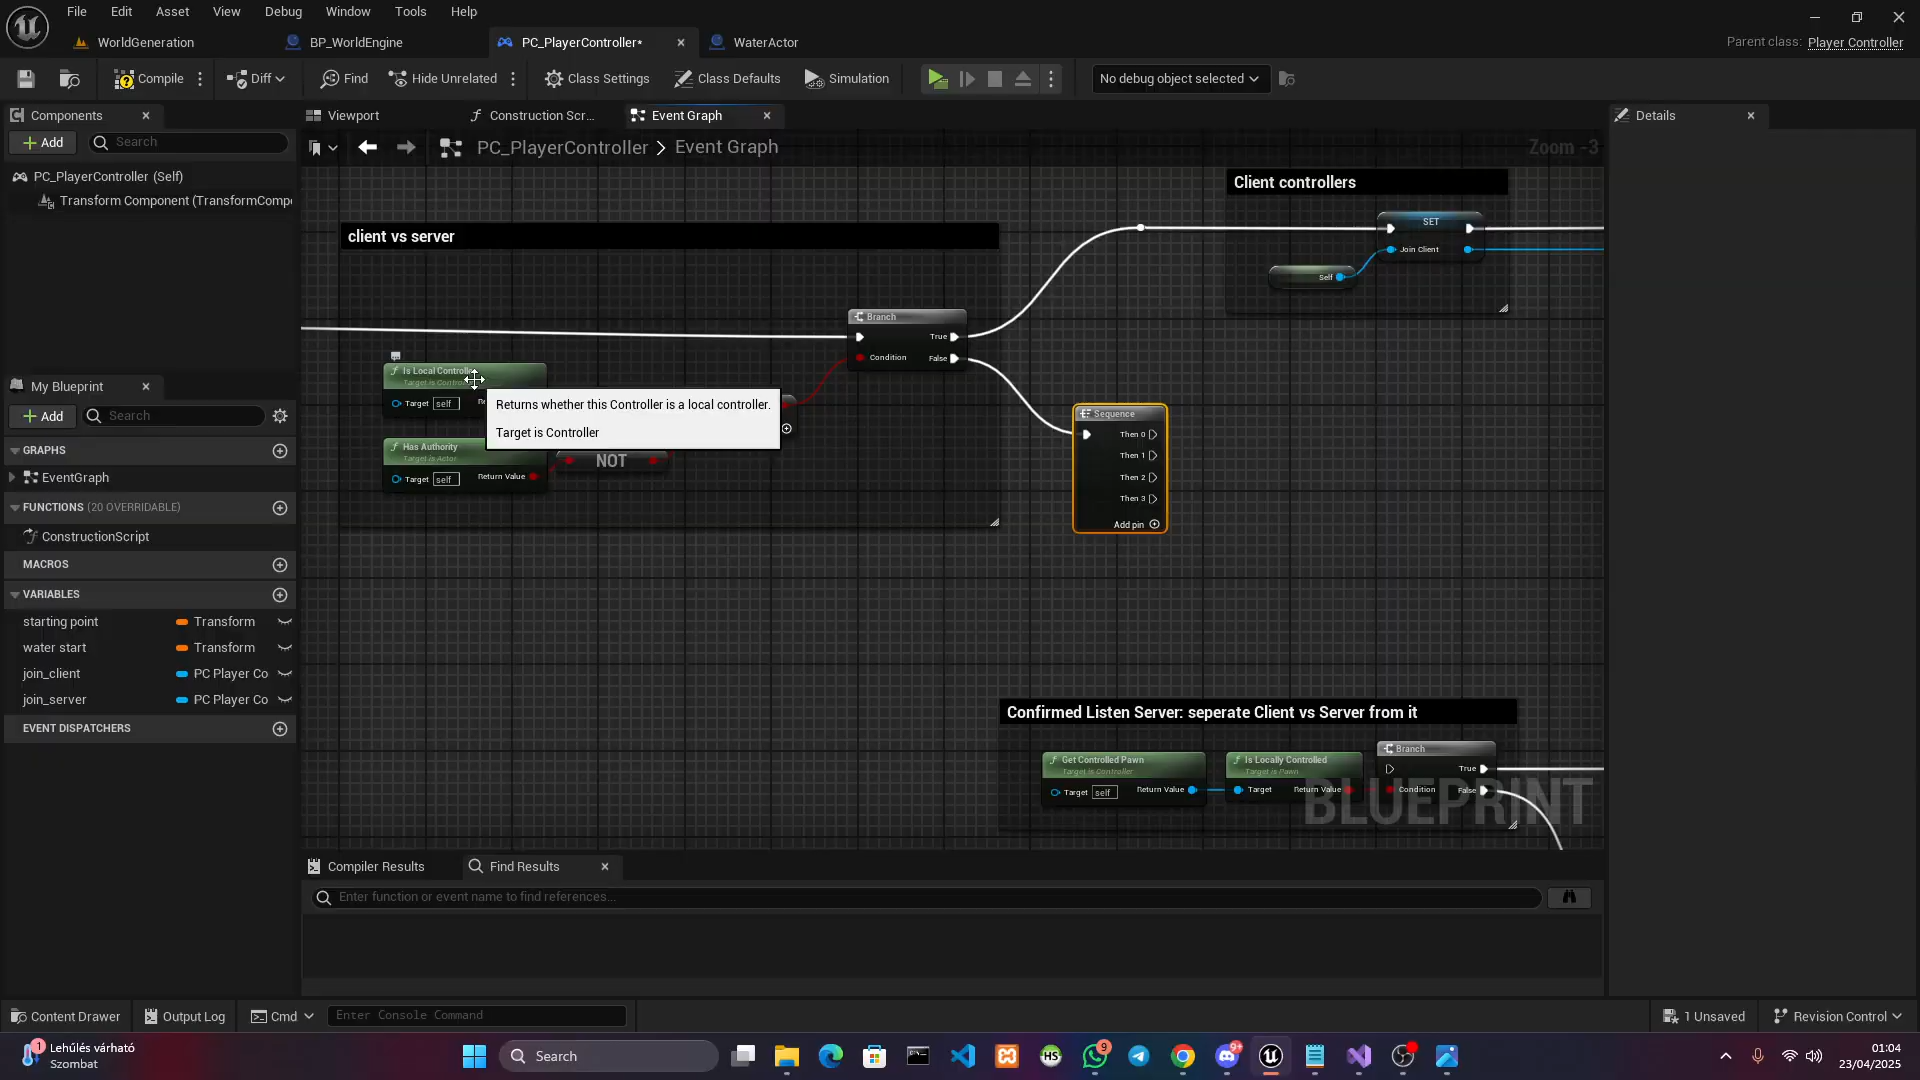 File Edit Asset View Debug Window Tools Help
WorldGeneration BP_WorldEngine PC_PlayerController* WaterActor
Parent class: Player Controller
Compile Diff Find Hide Unrelated Class Settings Class Defaults Simulation No debug object selected
Components
Viewport Construction Scr... Event Graph
Details
Add Search
PC_PlayerController > Event Graph
Zoom -3
PC_PlayerController (Self)
Transform Component (TransformCompo
Client controllers
SET
Join Client
Self
client vs server
Branch
True
Condition False
Is Local Controlle
Target is Contro
Target self Re
Returns whether this Controller is a local controller.
Target is Controller
Has Authority
Target is Actor
Target self Return Value
NOT
Sequence
Then 0
Then 1
Then 2
Then 3
Add pin
My Blueprint
Add Search
GRAPHS
EventGraph
FUNCTIONS (20 OVERRIDABLE)
ConstructionScript
MACROS
VARIABLES
starting point Transform
water start Transform
join_client PC Player Co
join_server PC Player Co
EVENT DISPATCHERS
Confirmed Listen Server: seperate Client vs Server from it
Get Controlled Pawn
Target is Controller
Target self Return Value
Is Locally Controlled
Target is Pawn
Target Return Value
Branch
True
Condition False
BLUEPRINT
Compiler Results Find Results
Enter function or event name to find references...
Content Drawer Output Log Cmd Enter Console Command
1 Unsaved Revision Control
1
Lehűlés várható
Szombat
Search
HS
9
9+
01:04
23/04/2025